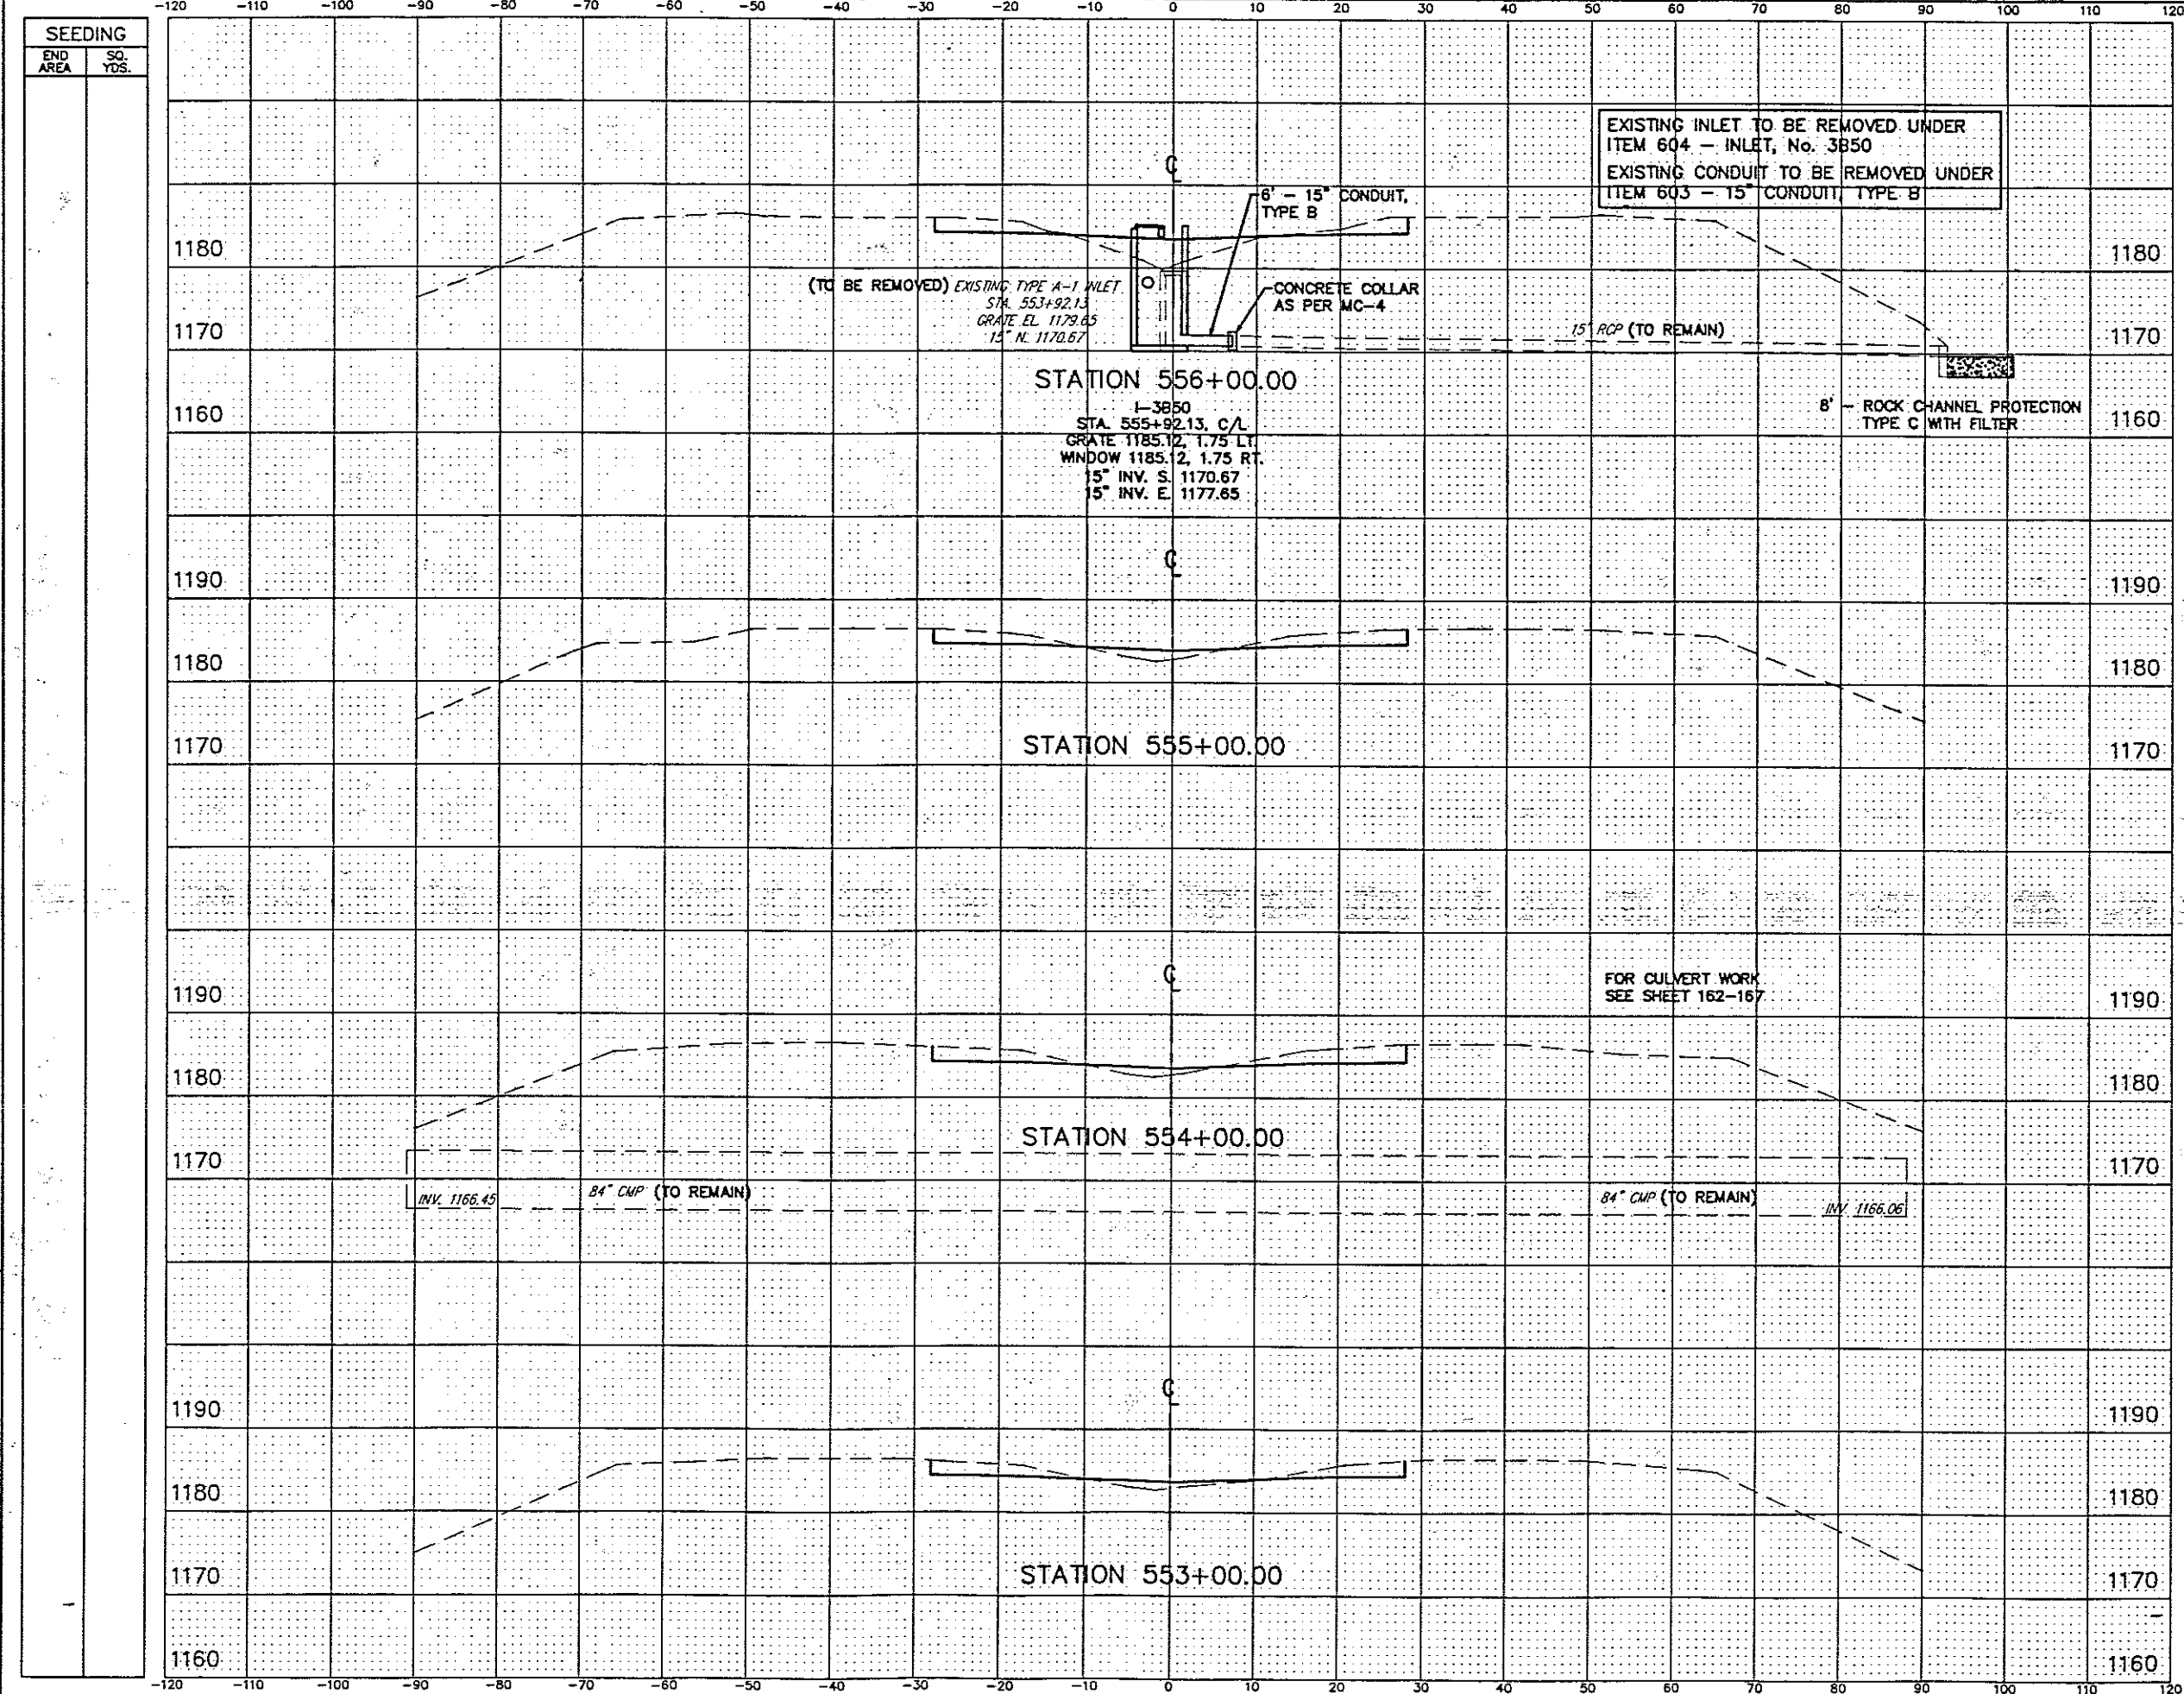 -120 -110 -100 -90 -80 -70 -60 -50 -40 -30 -20 -10 0 10 20 30 40 50 60 70 80 90 100 110 120
SEEDING
END AREA
SQ. YDS.
EXISTING INLET TO BE REMOVED UNDER
ITEM 604 – INLET, No. 3B50
EXISTING CONDUIT TO BE REMOVED UNDER
ITEM 603 – 15" CONDUIT, TYPE B
℄
6' – 15" CONDUIT,
TYPE B
1180 1180
(TO BE REMOVED) EXISTING TYPE A-1 INLET
STA. 553+92.13
GRATE EL. 1179.65
15" N. 1170.67
CONCRETE COLLAR
AS PER MC-4
1170 1170
15" RCP (TO REMAIN)
STATION 556+00.00
8' – ROCK CHANNEL PROTECTION
TYPE C WITH FILTER
1160 1160
I-3B50
STA. 555+92.13, C/L
GRATE 1185.12, 1.75 LT.
WINDOW 1185.12, 1.75 RT.
15" INV. S. 1170.67
15" INV. E. 1177.65
℄
1190 1190
1180 1180
1170 1170
STATION 555+00.00
℄
FOR CULVERT WORK
SEE SHEET 162-167
1190 1190
1180 1180
STATION 554+00.00
1170 1170
INV. 1166.45
84" CMP (TO REMAIN)
84" CMP (TO REMAIN)
INV. 1166.06
℄
1190 1190
1180 1180
1170 1170
STATION 553+00.00
1160 1160
-120 -110 -100 -90 -80 -70 -60 -50 -40 -30 -20 -10 0 10 20 30 40 50 60 70 80 90 100 110 120